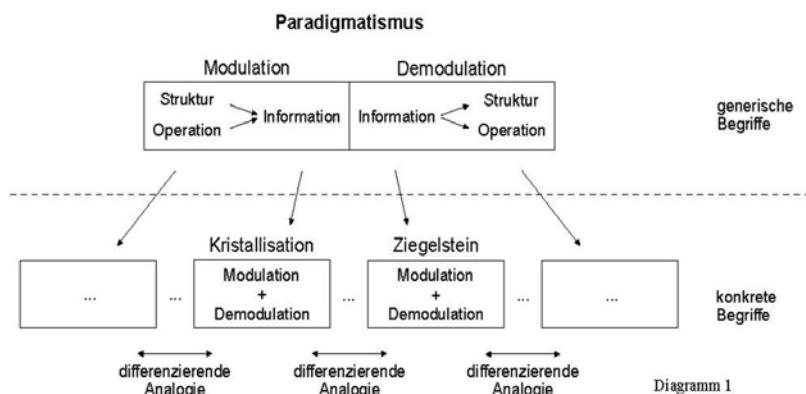 Paradigmatismus
Modulation Demodulation
Struktur Struktur
Information Information
Operation Operation
generische
Begriffe
Kristallisation Ziegelstein
... ... Modulation ... Modulation ... ...
+ +
Demodulation Demodulation
konkrete
Begriffe
differenzierende differenzierende differenzierende
Analogie Analogie Analogie
Diagramm 1